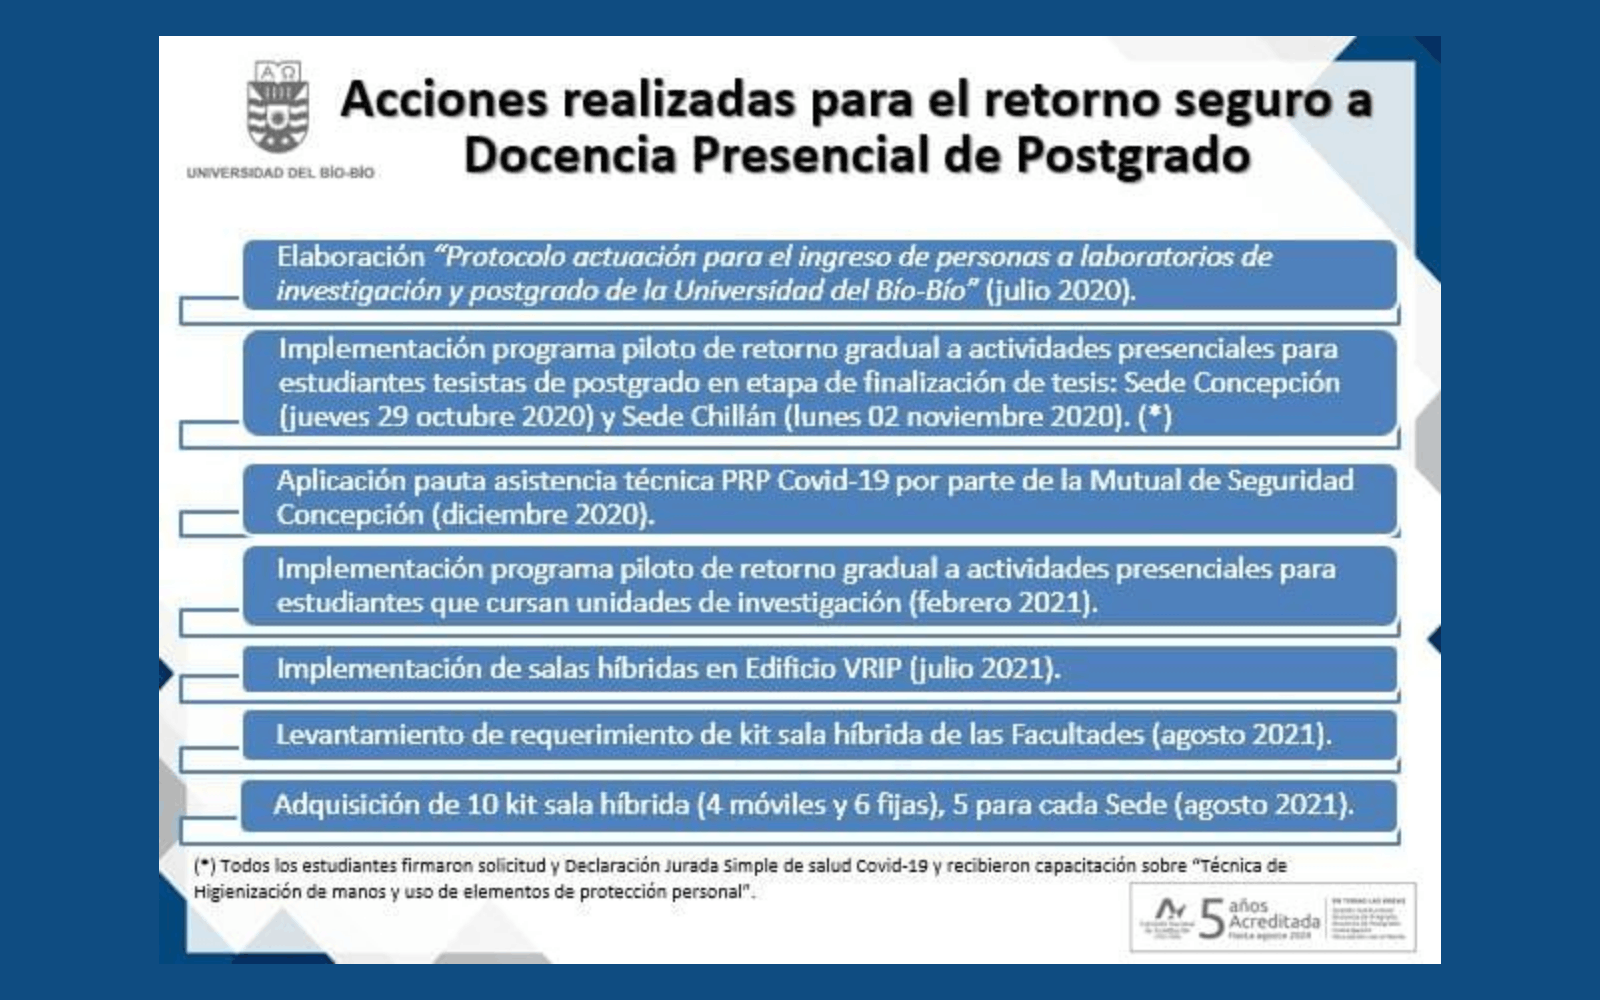 ΑΩ
UNIVERSIDAD DEL BÍO-BÍO
Acciones realizadas para el retorno seguro a
Docencia Presencial de Postgrado
Elaboración “Protocolo actuación para el ingreso de personas a laboratorios de
investigación y postgrado de la Universidad del Bío-Bío” (julio 2020).
Implementación programa piloto de retorno gradual a actividades presenciales para
estudiantes tesistas de postgrado en etapa de finalización de tesis: Sede Concepción
(jueves 29 octubre 2020) y Sede Chillán (lunes 02 noviembre 2020). (*)
Aplicación pauta asistencia técnica PRP Covid-19 por parte de la Mutual de Seguridad
Concepción (diciembre 2020).
Implementación programa piloto de retorno gradual a actividades presenciales para
estudiantes que cursan unidades de investigación (febrero 2021).
Implementación de salas híbridas en Edificio VRIP (julio 2021).
Levantamiento de requerimiento de kit sala híbrida de las Facultades (agosto 2021).
Adquisición de 10 kit sala híbrida (4 móviles y 6 fijas), 5 para cada Sede (agosto 2021).
(*) Todos los estudiantes firmaron solicitud y Declaración Jurada Simple de salud Covid-19 y recibieron capacitación sobre “Técnica de
Higienización de manos y uso de elementos de protección personal”.
5 años
Acreditada
Hasta agosto 2024